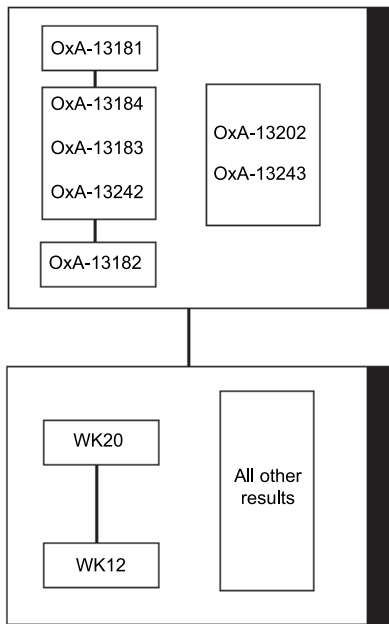 OxA-13181
OxA-13184
OxA-13183
OxA-13242
OxA-13182
OxA-13202
OxA-13243
WK20
WK12
All other
results